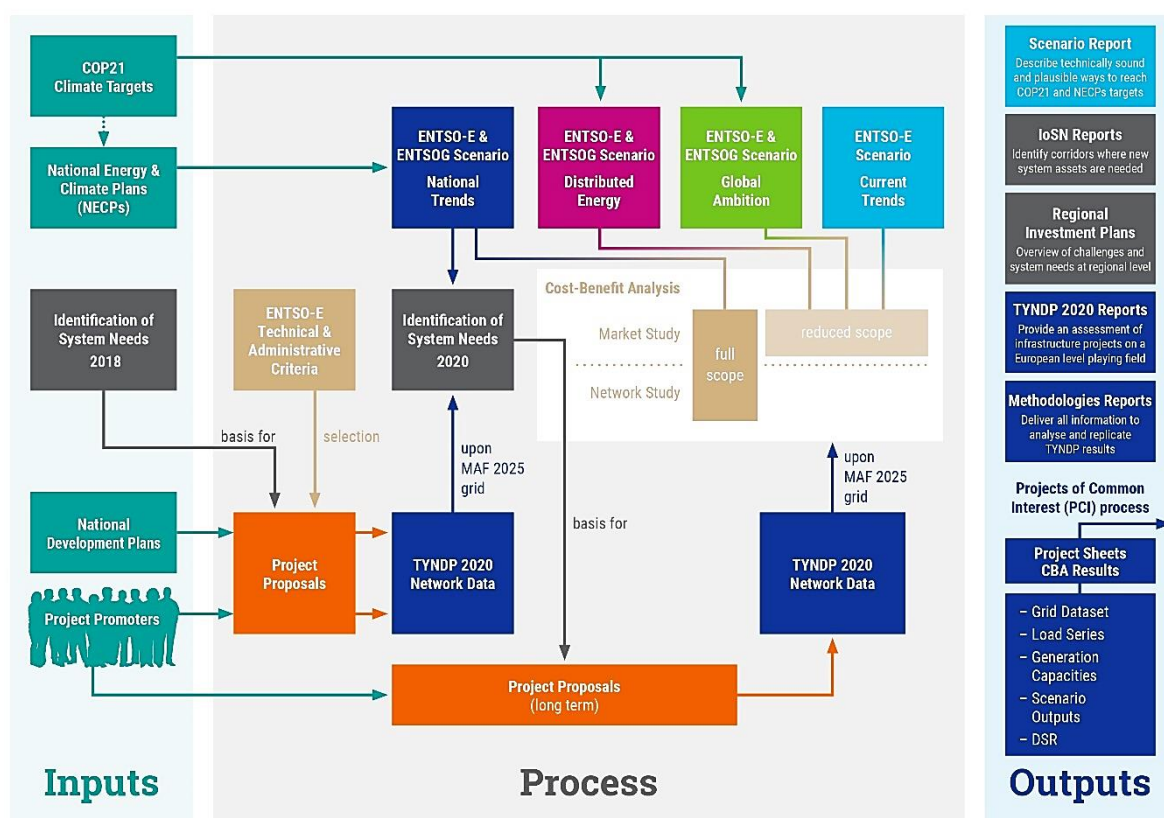 COP21
Climate Targets
National Energy &
Climate Plans
(NECPs)
Identification of
System Needs
2018
National
Development Plans
Project Promoters
Inputs
ENTSO-E &
ENTSOG Scenario
National
Trends
ENTSO-E &
ENTSOG Scenario
Distributed
Energy
ENTSO-E &
ENTSOG Scenario
Global
Ambition
ENTSO-E
Scenario
Current
Trends
ENTSO-E
Technical &
Administrative
Criteria
Identification of
System Needs
2020
Cost-Benefit Analysis
Market Study
Network Study
full
scope
reduced scope
basis for
selection
upon
MAF 2025
grid
basis for
upon
MAF 2025
grid
Project
Proposals
TYNDP 2020
Network Data
TYNDP 2020
Network Data
Project Proposals
(long term)
Process
Scenario Report
Describe technically sound
and plausible ways to reach
COP21 and NECPs targets
IoSN Reports
Identify corridors where new
system assets are needed
Regional
Investment Plans
Overview of challenges and
system needs at regional level
TYNDP 2020 Reports
Provide an assessment of
infrastructure projects on a
European level playing field
Methodologies Reports
Deliver all information to
analyse and replicate
TYNDP results
Projects of Common
Interest (PCI) process
Project Sheets
CBA Results
– Grid Dataset
– Load Series
– Generation
Capacities
– Scenario
Outputs
– DSR
Outputs